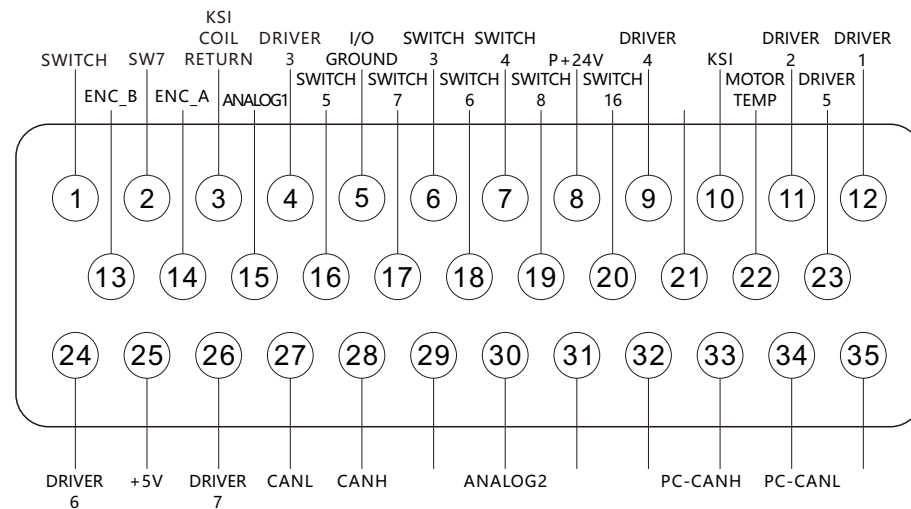 KSI
COIL DRIVER I/O SWITCH SWITCH DRIVER DRIVER DRIVER
SWITCH SW7 RETURN 3 GROUND 3 4 P+24V 4 KSI 2 1
ENC_B ENC_A ANALOG1 SWITCH SWITCH SWITCH SWITCH SWITCH MOTOR DRIVER
5 7 6 8 16 TEMP 5
1 2 3 4 5 6 7 8 9 10 11 12
13 14 15 16 17 18 19 20 21 22 23
24 25 26 27 28 29 30 31 32 33 34 35
DRIVER +5V DRIVER CANL CANH ANALOG2 PC-CANH PC-CANL
6 7